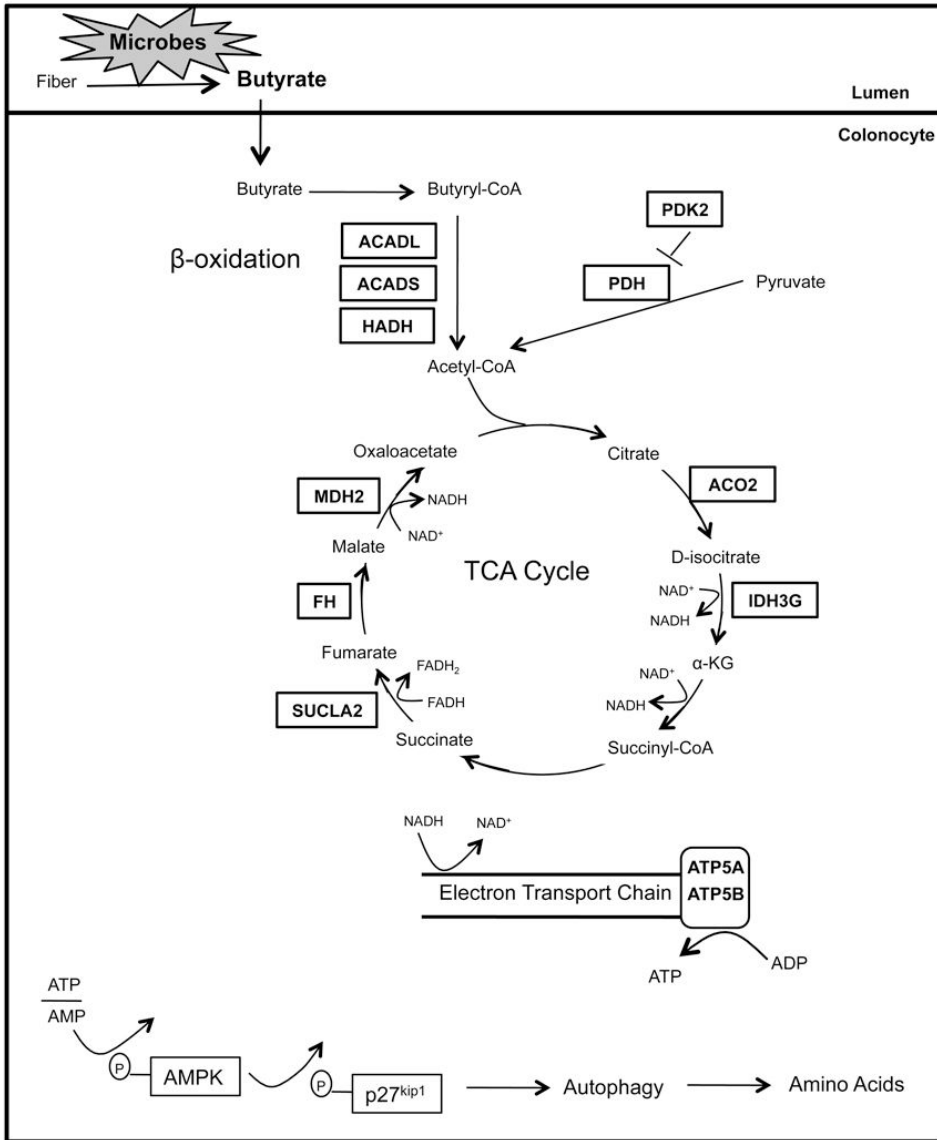 Microbes
Fiber
Butyrate
Lumen
Colonocyte
Butyrate
Butyryl-CoA
PDK2
β-oxidation
ACADL
ACADS
HADH
PDH
Pyruvate
Acetyl-CoA
Oxaloacetate
Citrate
MDH2
NADH
NAD⁺
ACO2
Malate
TCA Cycle
D-isocitrate
NAD⁺
NADH
IDH3G
FH
Fumarate
α-KG
FADH₂
FADH
NAD⁺
NADH
SUCLA2
Succinate
Succinyl-CoA
NADH
NAD⁺
Electron Transport Chain
ATP5A
ATP5B
ATP
ADP
ATP
AMP
P
AMPK
P
p27ᵏⁱᵖ¹
Autophagy
Amino Acids